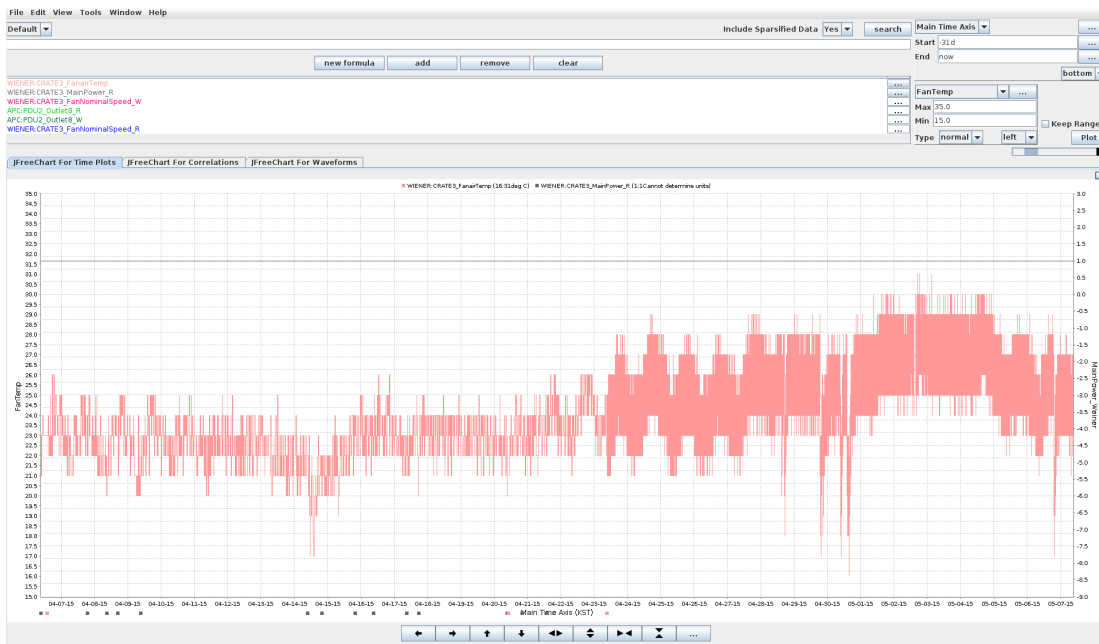 File Edit View Tools Window Help
Default
Include Sparsified Data Yes search
Main Time Axis ...
Start -31d ...
End now ...
bottom
new formula add remove clear
WIENER:CRATE3_FanairTemp ...
WIENER:CRATE3_MainPower_R ...
WIENER:CRATE3_FanNominalSpeed_W ...
APC:PDU2_Outlet8_R ...
APC:PDU2_Outlet8_W ...
WIENER:CRATE3_FanNominalSpeed_R ...
FanTemp ...
Max 35.0
Min 15.0
Keep Range
Type normal left Plot
JFreeChart For Time Plots JFreeChart For Correlations JFreeChart For Waveforms
WIENER:CRATE3_FanairTemp (16:31deg C) WIENER:CRATE3_MainPower_R (1:1Cannot determine units)
35.0
34.5
34.0
33.5
33.0
32.5
32.0
31.5
31.0
30.5
30.0
29.5
29.0
28.5
28.0
27.5
27.0
26.5
26.0
25.5
25.0
24.5
24.0
23.5
23.0
22.5
22.0
21.5
21.0
20.5
20.0
19.5
19.0
18.5
18.0
17.5
17.0
16.5
16.0
15.5
15.0
FanTemp
3.0
2.5
2.0
1.5
1.0
0.5
0.0
-0.5
-1.0
-1.5
-2.0
-2.5
-3.0
-3.5
-4.0
-4.5
-5.0
-5.5
-6.0
-6.5
-7.0
-7.5
-8.0
-8.5
-9.0
MainPower_Weiner
04-07-15 04-08-15 04-09-15 04-10-15 04-11-15 04-12-15 04-13-15 04-14-15 04-15-15 04-16-15 04-17-15 04-18-15 04-19-15 04-20-15 04-21-15 04-22-15 04-23-15 04-24-15 04-25-15 04-26-15 04-27-15 04-28-15 04-29-15 04-30-15 05-01-15 05-02-15 05-03-15 05-04-15 05-05-15 05-06-15 05-07-15
Main Time Axis (KST)
...